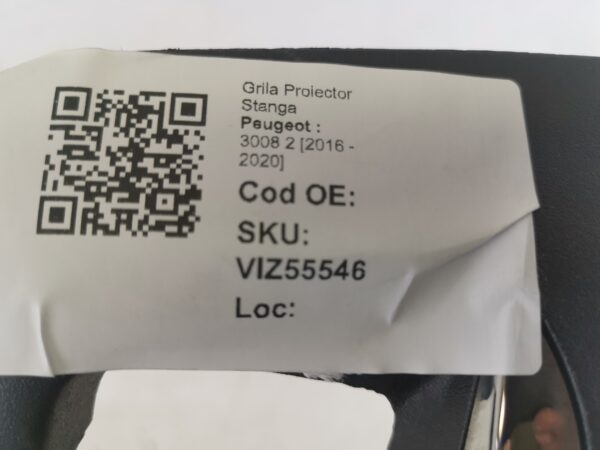 Grila Proiector
Stanga
Peugeot :
3008 2 [2016 -
2020]
Cod OE:
SKU:
VIZ55546
Loc: